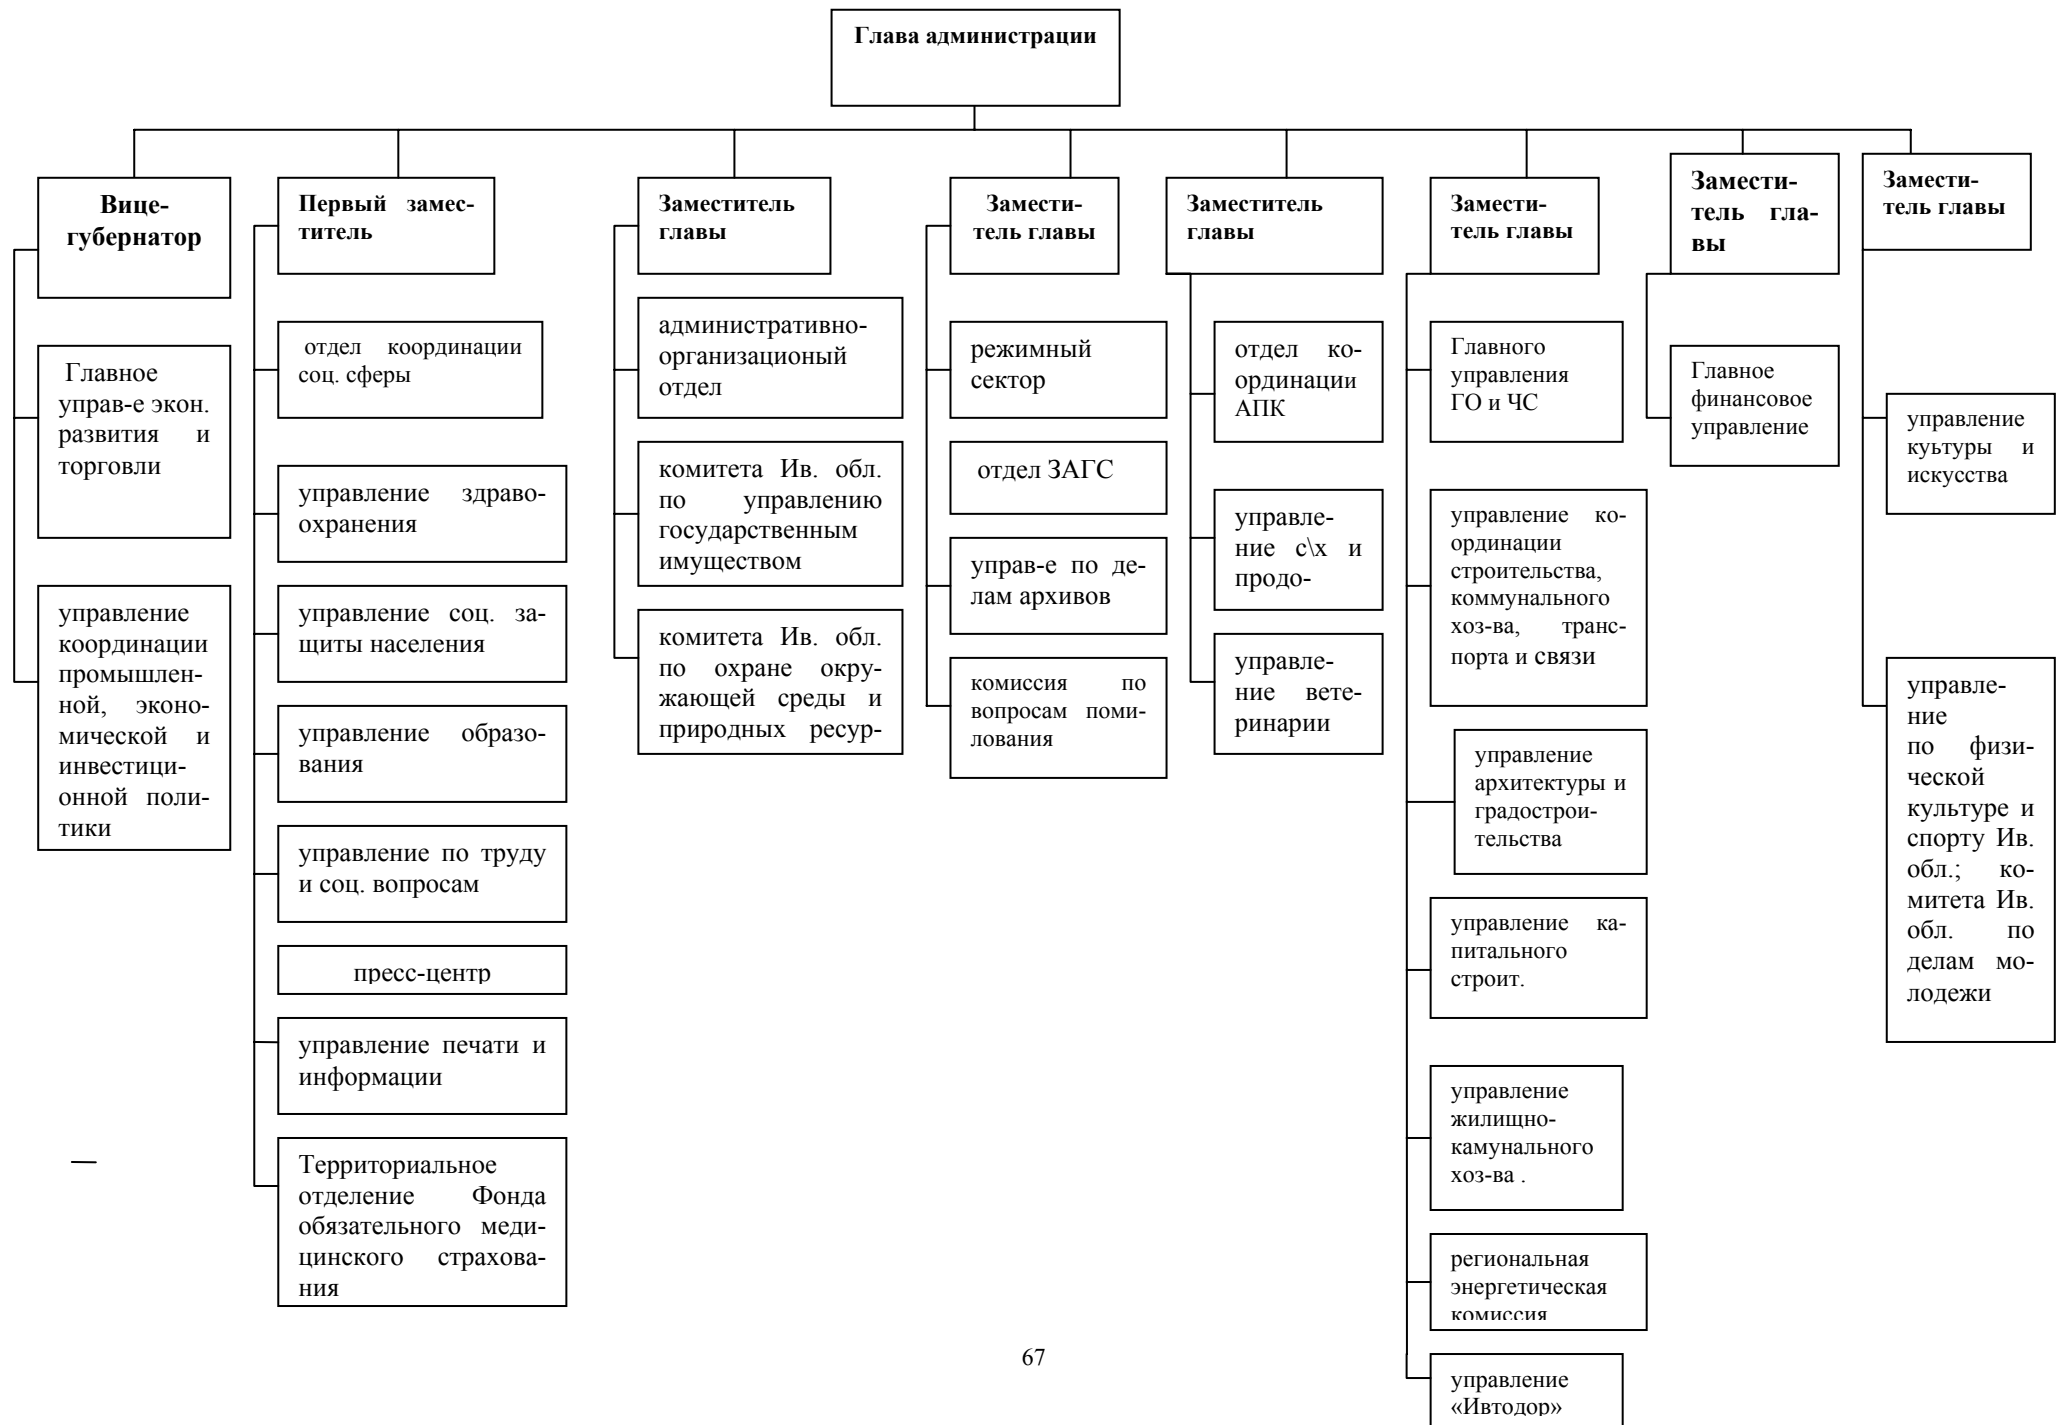 Глава администрации
Вице-
губернатор
Главное
управ-е экон.
развития и
торговли
управление
координации
промышлен-
ной, эконо-
мической и
инвестици-
онной поли-
тики
Первый замес-
титель
отдел координации
соц. сферы
управление здраво-
охранения
управление соц. за-
щиты населения
управление образо-
вания
управление по труду
и соц. вопросам
пресс-центр
управление печати и
информации
Территориальное
отделение Фонда
обязательного меди-
цинского страхова-
ния
Заместитель
главы
административно-
организационый
отдел
комитета Ив. обл.
по управлению
государственным
имуществом
комитета Ив. обл.
по охране окру-
жающей среды и
природных ресур-
Замести-
тель главы
режимный
сектор
отдел ЗАГС
управ-е по де-
лам архивов
комиссия по
вопросам поми-
лования
Заместитель
главы
отдел ко-
ординации
АПК
управле-
ние с\х и
продо-
управле-
ние вете-
ринарии
Замести-
тель главы
Главного
управления
ГО и ЧС
управление ко-
ординации
строительства,
коммунального
хоз-ва, транс-
порта и связи
управление
архитектуры и
градострои-
тельства
управление ка-
питального
строит.
управление
жилищно-
камунального
хоз-ва .
региональная
энергетическая
комиссия
управление
«Ивтодор»
Замести-
тель гла-
вы
Главное
финансовое
управление
Замести-
тель главы
управление
куьтуры и
искусства
управле-
ние
по физи-
ческой
культуре и
спорту Ив.
обл.; ко-
митета Ив.
обл. по
делам мо-
лодежи
67